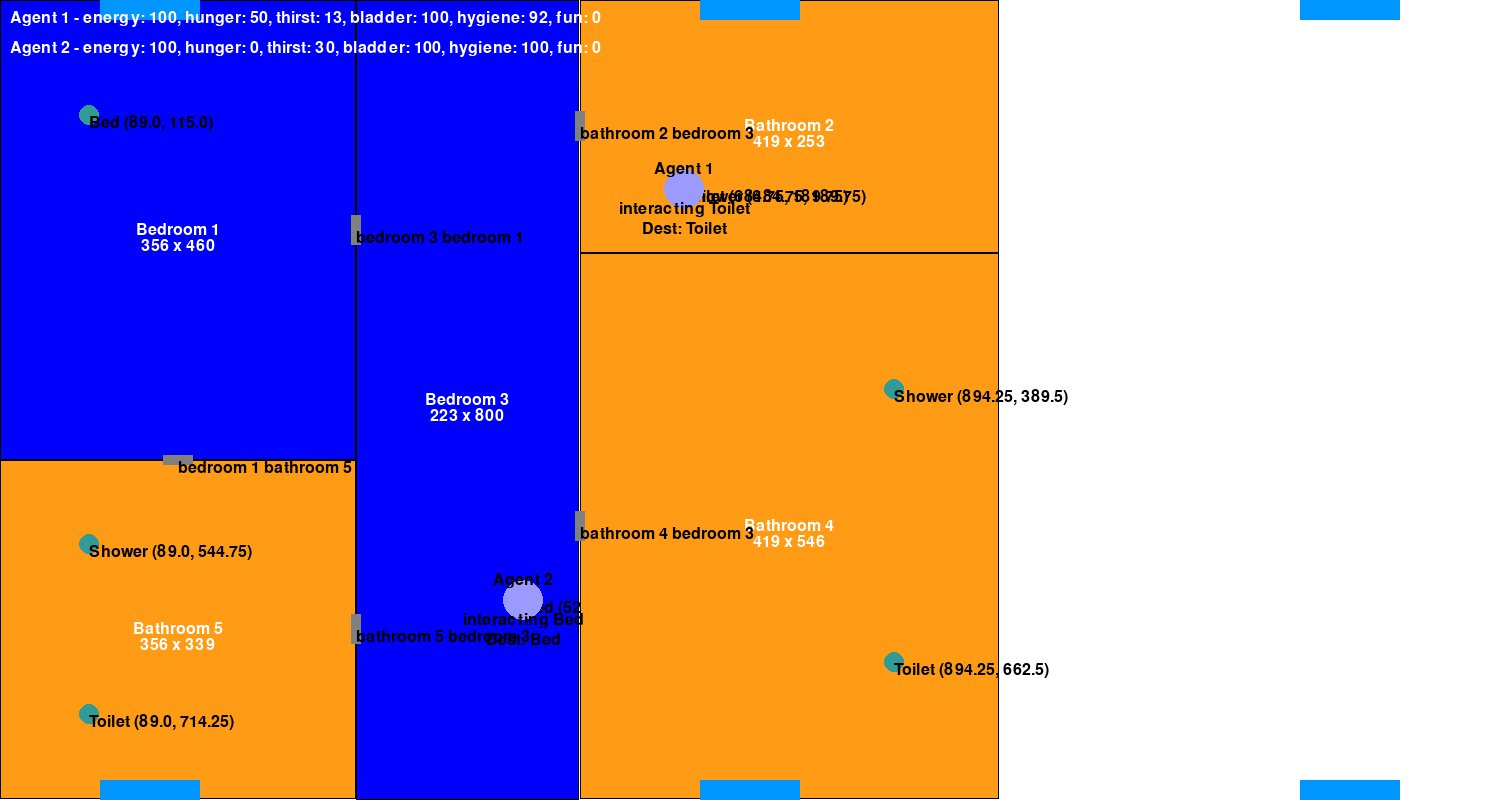 Agent 1 - energy: 100, hunger: 50, thirst: 13, bladder: 100, hygiene: 92, fun: 0
Agent 2 - energy: 100, hunger: 0, thirst: 30, bladder: 100, hygiene: 100, fun: 0
Bed (89.0, 115.0)
bathroom 2 bedroom 3
Bathroom 2
419 x 253
Agent 1
interacting Toilet
Dest: Toilet
Bedroom 1
356 x 460
bedroom 3 bedroom 1
Bedroom 3
223 x 800
Shower (894.25, 389.5)
bedroom 1 bathroom 5
Bathroom 4
419 x 546
bathroom 4 bedroom 3
Shower (89.0, 544.75)
Agent 2
interacting Bed
Dest: Bed
Bathroom 5
356 x 339
bathroom 5 bedroom 3
Toilet (894.25, 662.5)
Toilet (89.0, 714.25)